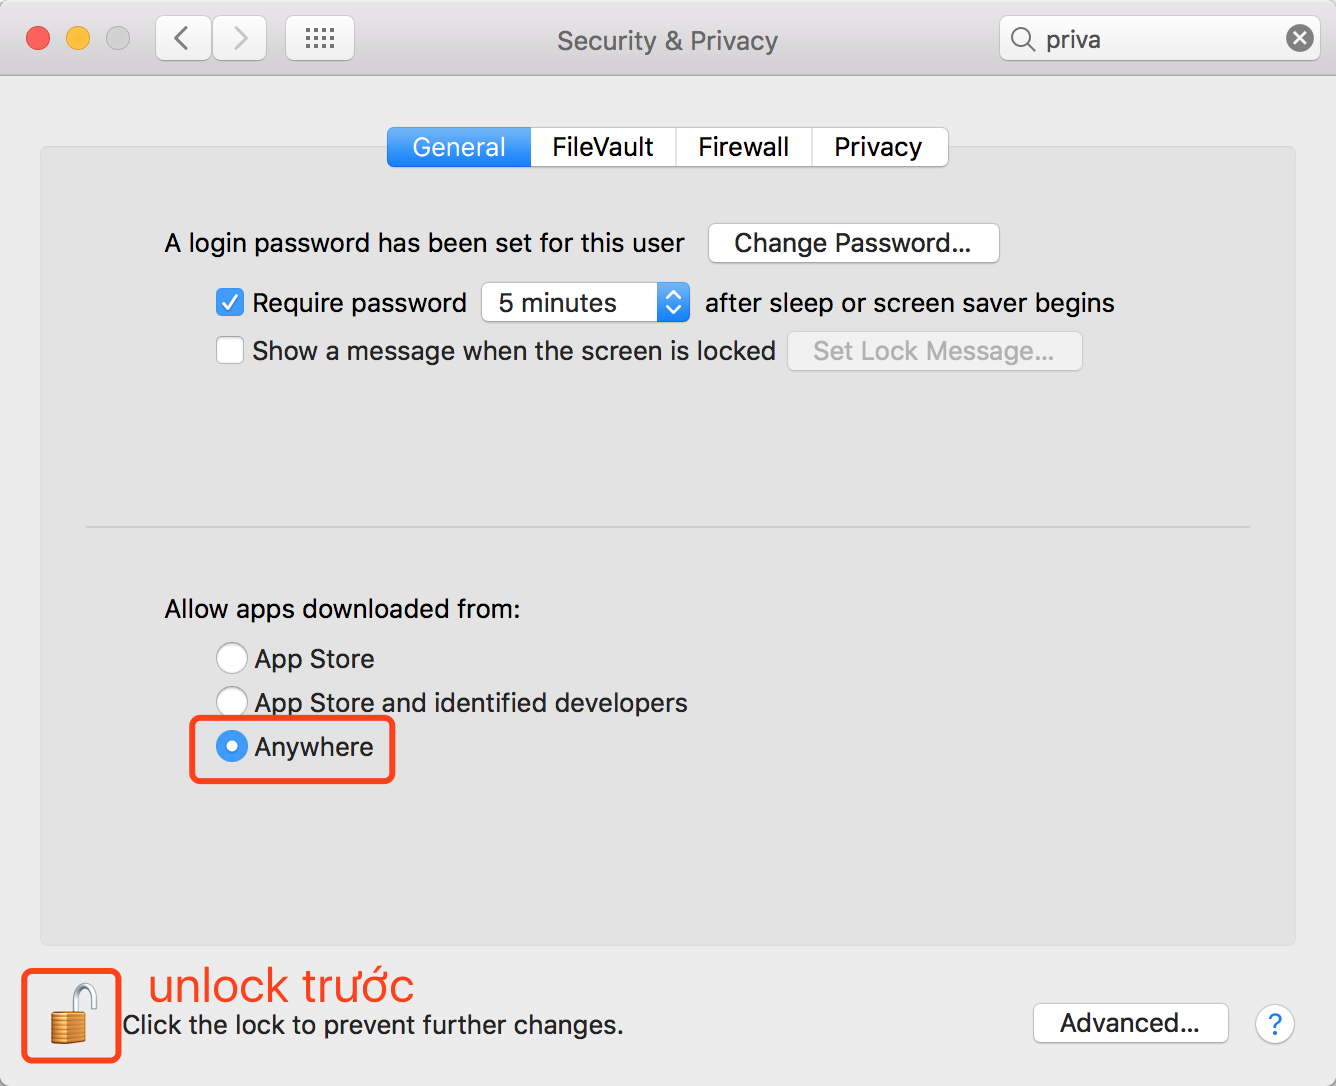 Security & Privacy
priva
General FileVault Firewall Privacy
A login password has been set for this user Change Password...
Require password 5 minutes after sleep or screen saver begins
Show a message when the screen is locked Set Lock Message...
Allow apps downloaded from:
App Store
App Store and identified developers
Anywhere
unlock trước
Click the lock to prevent further changes.
Advanced... ?